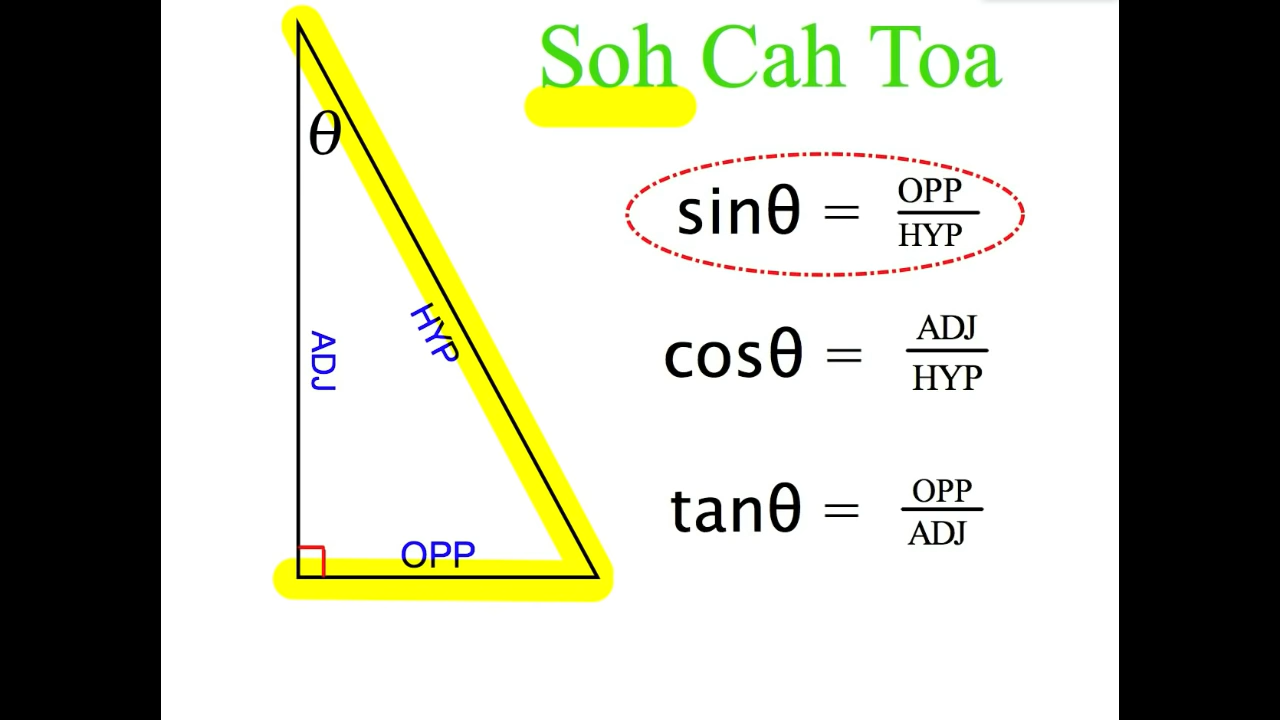 Soh Cah Toa
θ
sinθ = OPP
HYP
HYP
ADJ
cosθ = ADJ
HYP
OPP
tanθ = OPP
ADJ